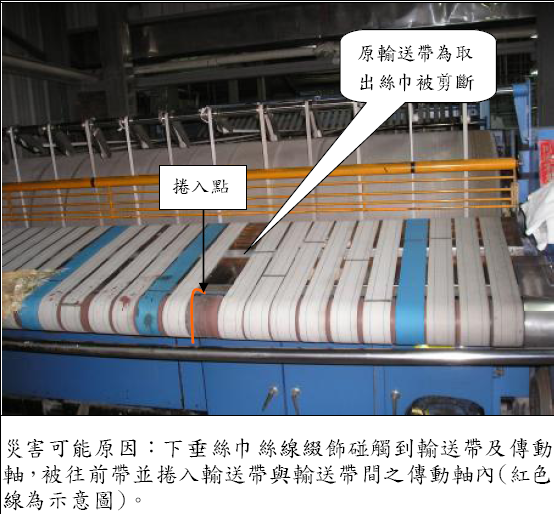 原輸送帶為取
出絲巾被剪斷
捲入點
災害可能原因：下垂絲巾絲線綴飾碰觸到輸送帶及傳動
軸，被往前帶並捲入輸送帶與輸送帶間之傳動軸內(紅色
線為示意圖)。